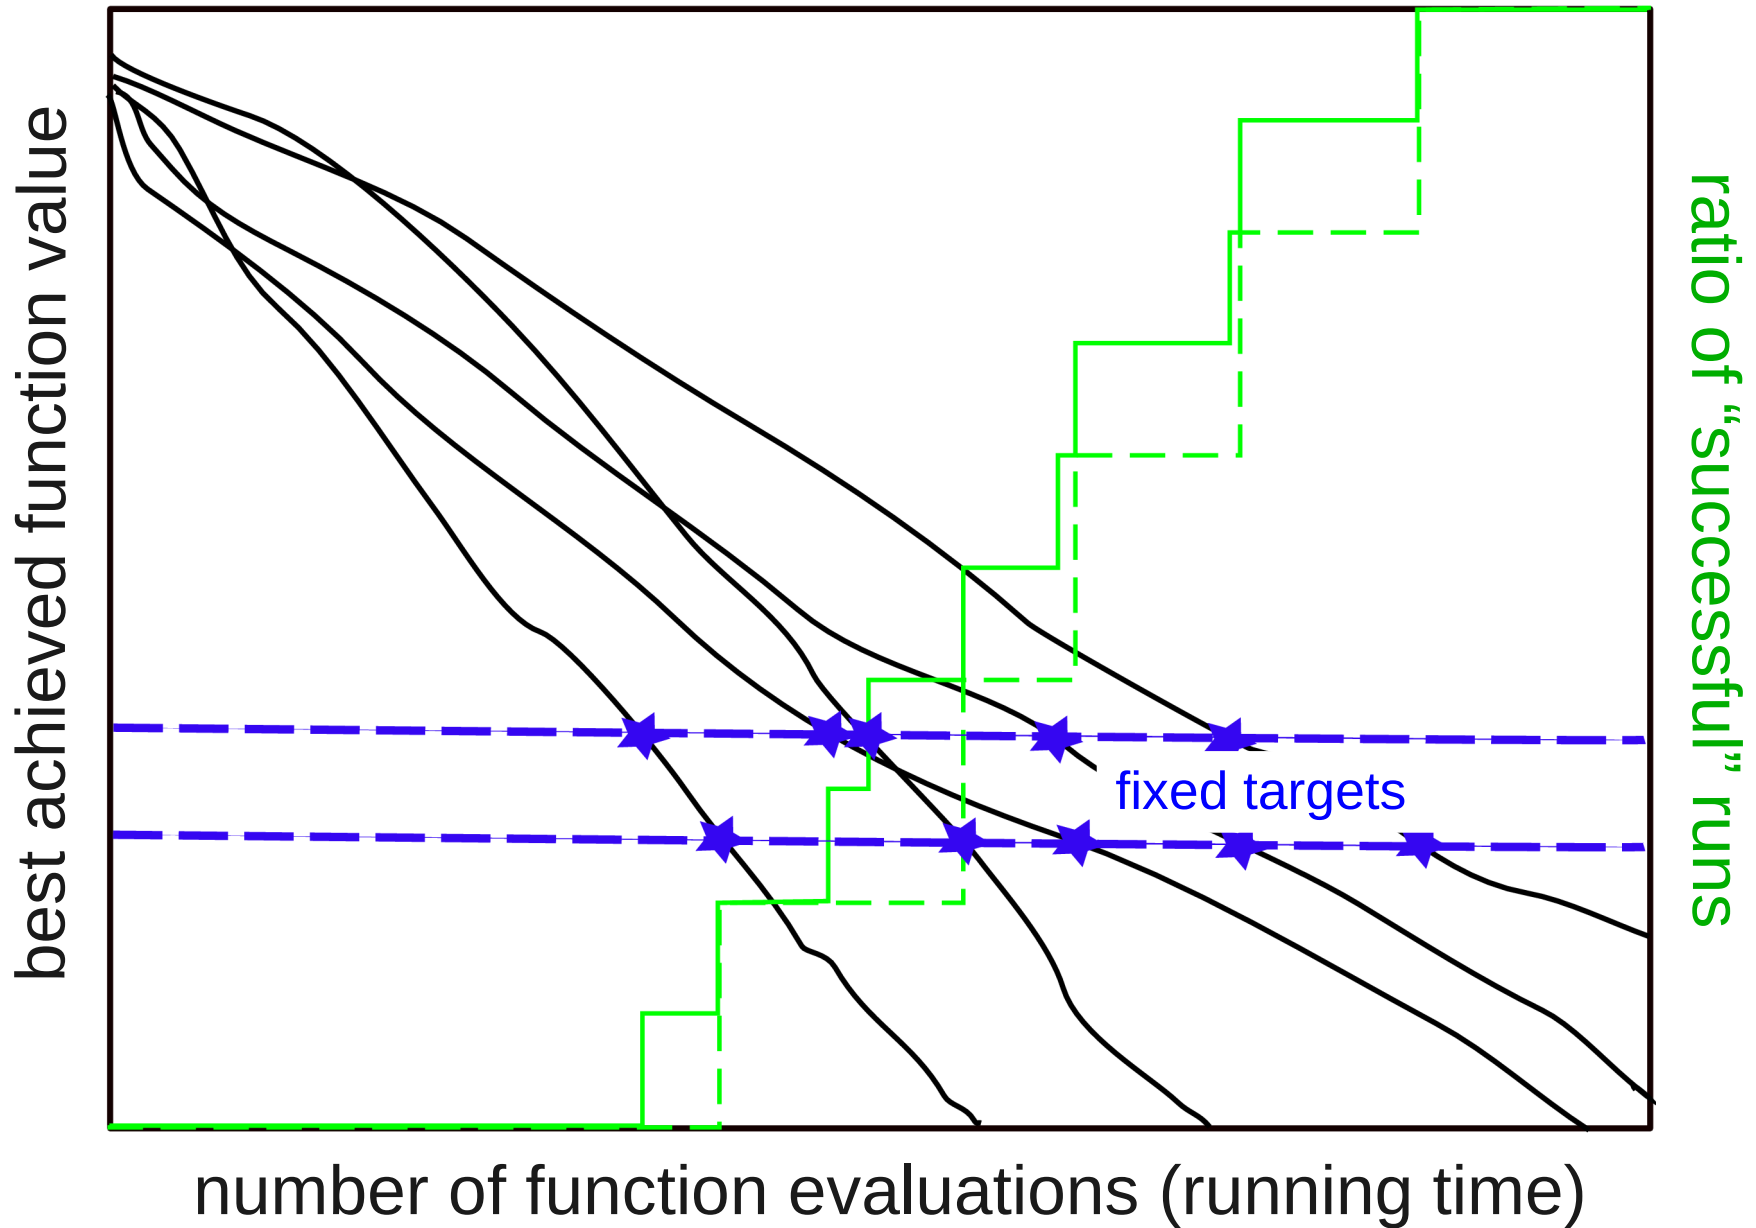 best achieved function value
fixed targets
ratio of “successful” runs
number of function evaluations (running time)